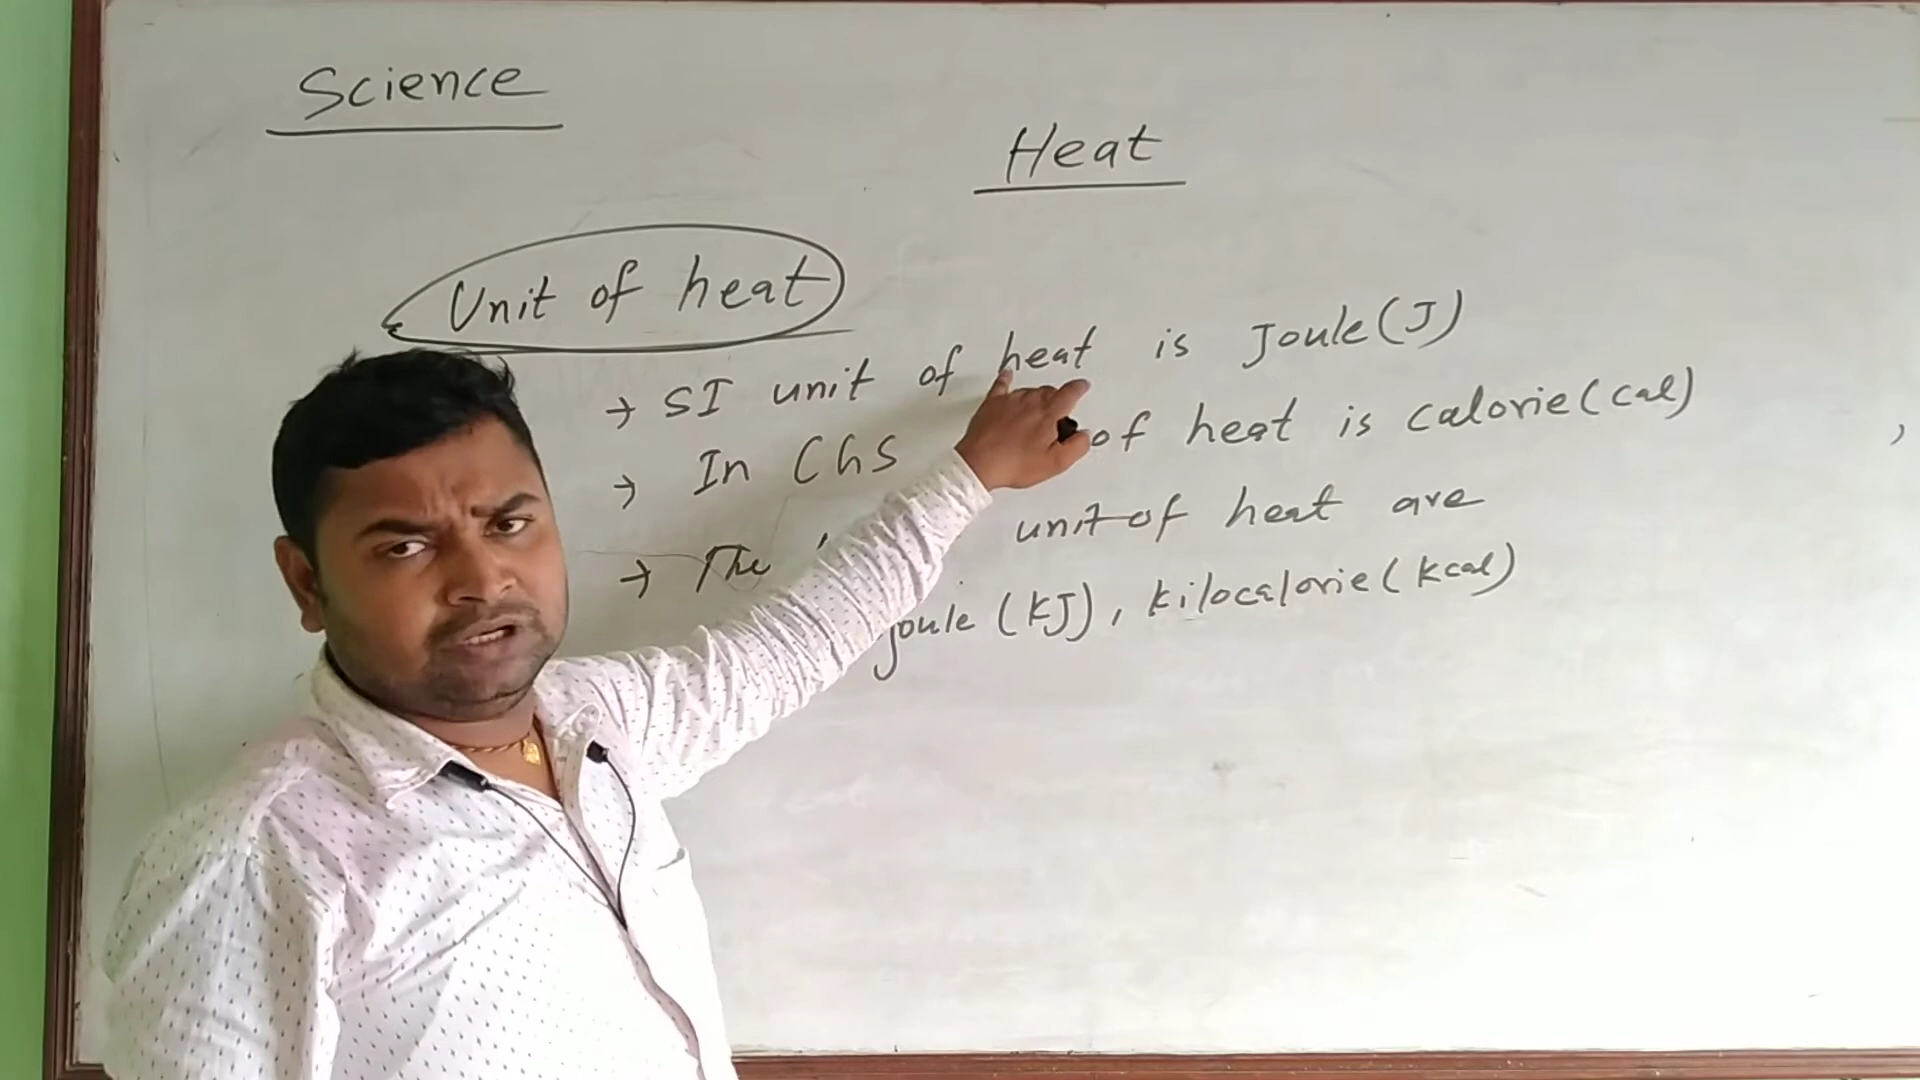 Science
Heat
Unit of heat
→ SI unit of heat is Joule (J)
→ In CGS of heat is calorie (cal)
→ The unit of heat are
joule (KJ), kilocalorie (kcal)